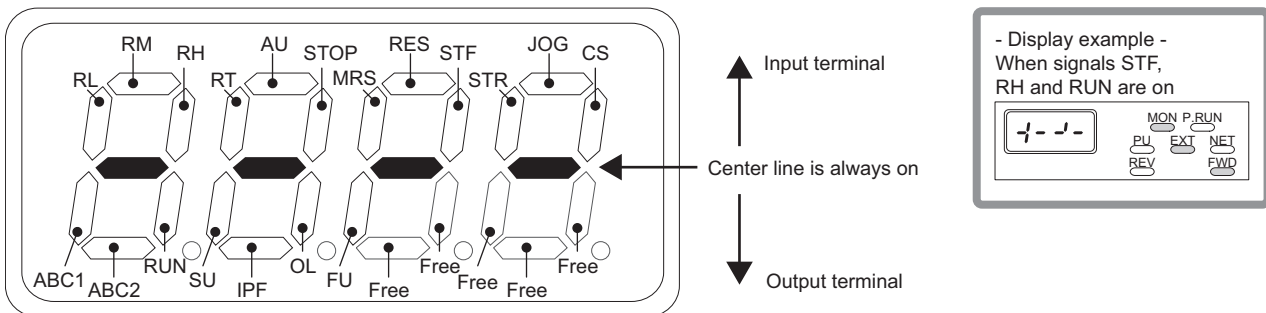 RM AU RES JOG
RL RH RT STOP MRS STF STR CS
Input terminal
Center line is always on
ABC1 ABC2 RUN SU IPF OL FU Free Free Free Free Free
Output terminal
- Display example -
When signals STF,
RH and RUN are on
MON P.RUN
PU EXT NET
REV FWD